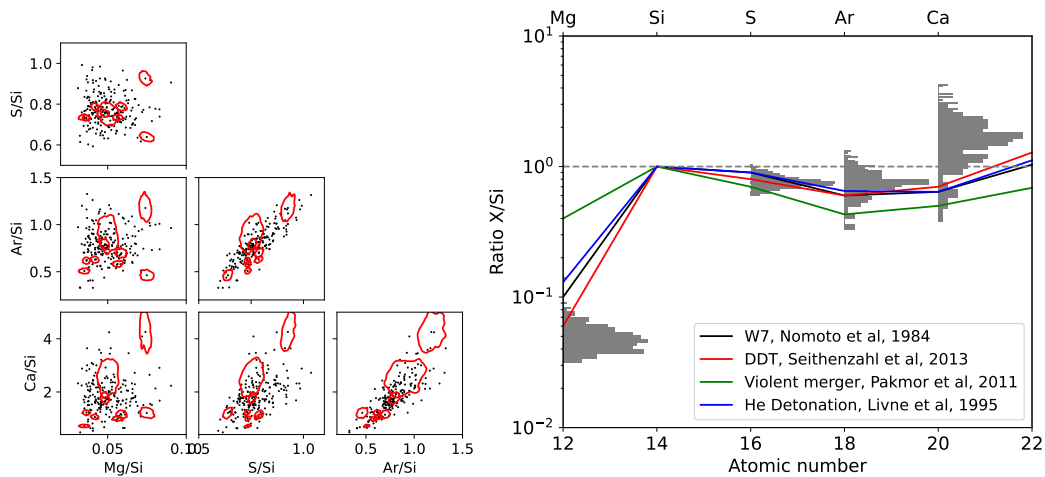 1.0
0.8
0.6
S/Si
1.5
1.0
0.5
Ar/Si
4
2
Ca/Si
0.05
0.10
Mg/Si
0.5
1.0
S/Si
0.5
1.0
1.5
Ar/Si
Mg Si S Ar Ca
10^1
10^0
10^-1
10^-2
Ratio X/Si
W7, Nomoto et al, 1984
DDT, Seithenzahl et al, 2013
Violent merger, Pakmor et al, 2011
He Detonation, Livne et al, 1995
12 14 16 18 20 22
Atomic number